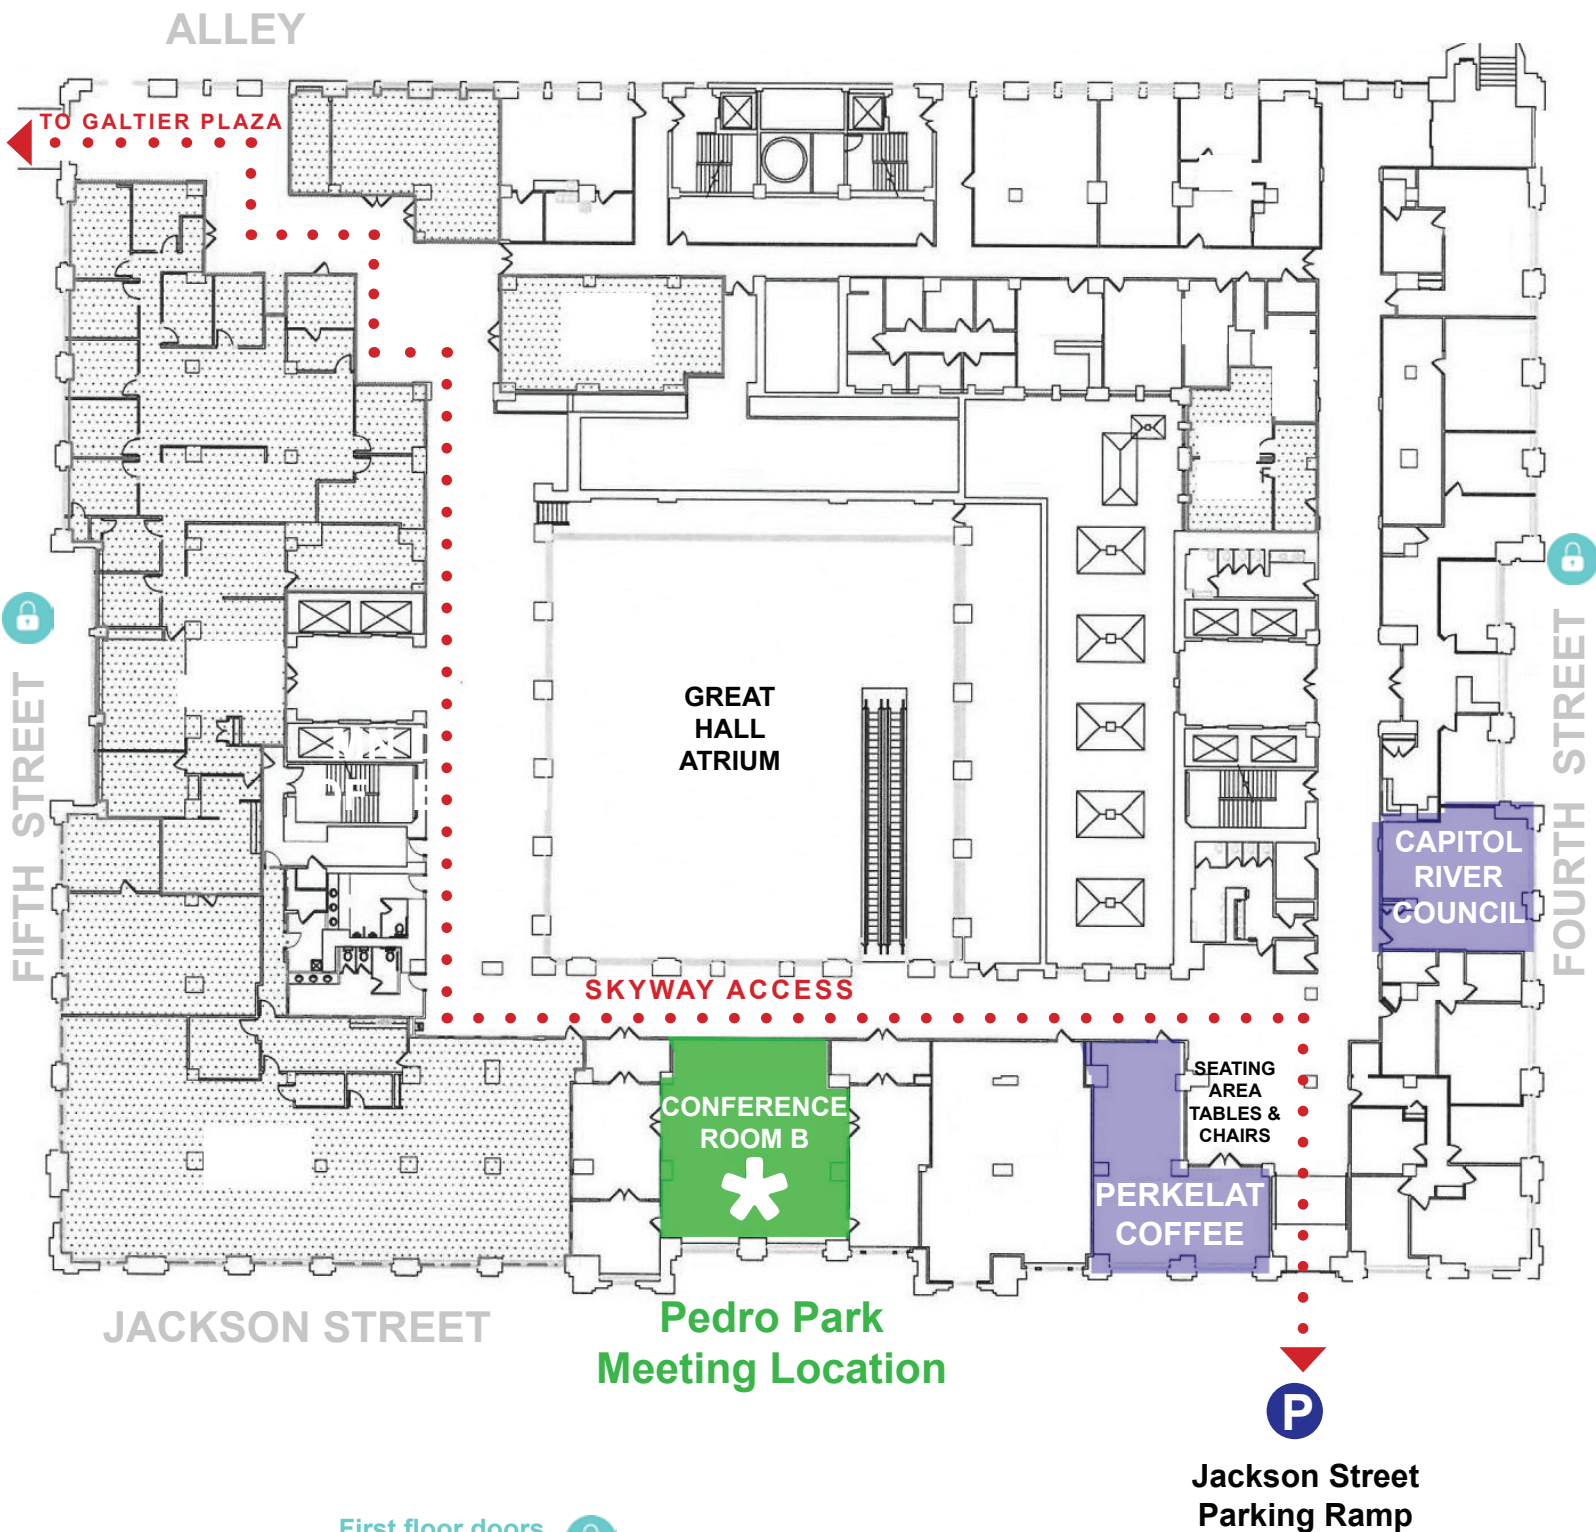 ALLEY
TO GALTIER PLAZA
FIFTH STREET
FOURTH STREET
GREAT
HALL
ATRIUM
CAPITOL
RIVER
COUNCIL
SKYWAY ACCESS
SEATING
AREA
TABLES &
CHAIRS
CONFERENCE
ROOM B
PERKELAT
COFFEE
JACKSON STREET
Pedro Park
Meeting Location
P
Jackson Street
Parking Ramp
First floor doors